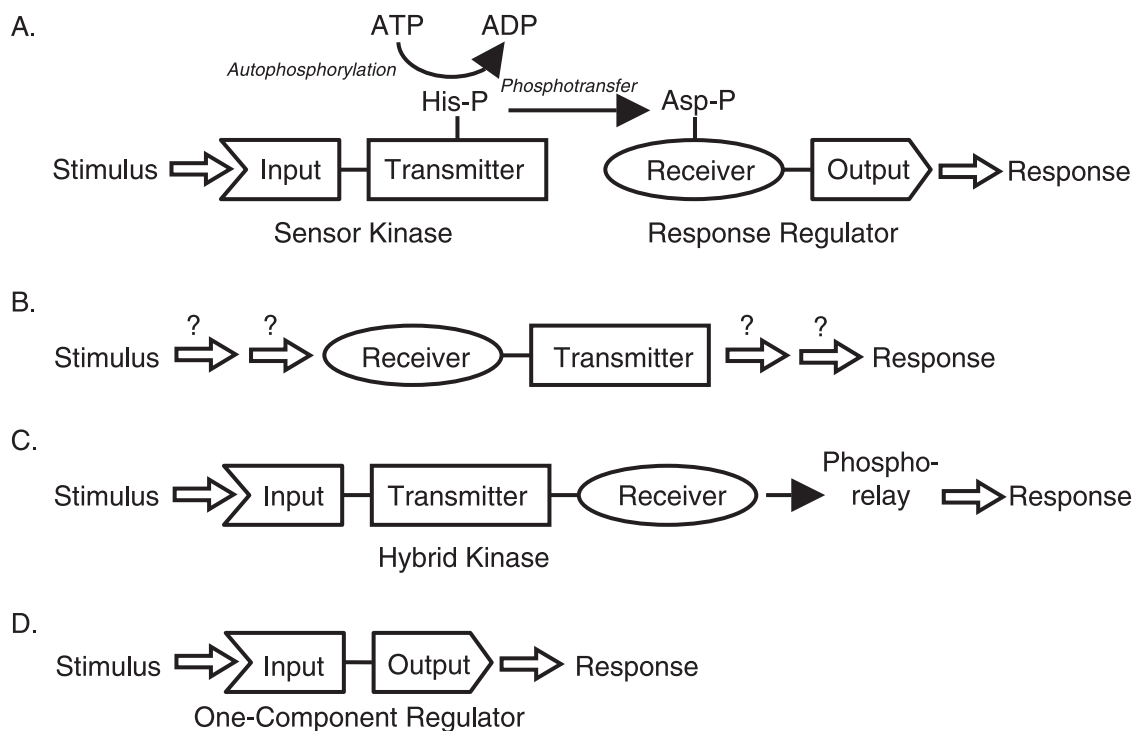 A.
ATP ADP
Autophosphorylation
Phosphotransfer
His-P Asp-P
Stimulus Input Transmitter Receiver Output Response
Sensor Kinase Response Regulator
B.
? ? ? ?
Stimulus Receiver Transmitter Response
C.
Phospho-
relay
Stimulus Input Transmitter Receiver Response
Hybrid Kinase
D.
Stimulus Input Output Response
One-Component Regulator